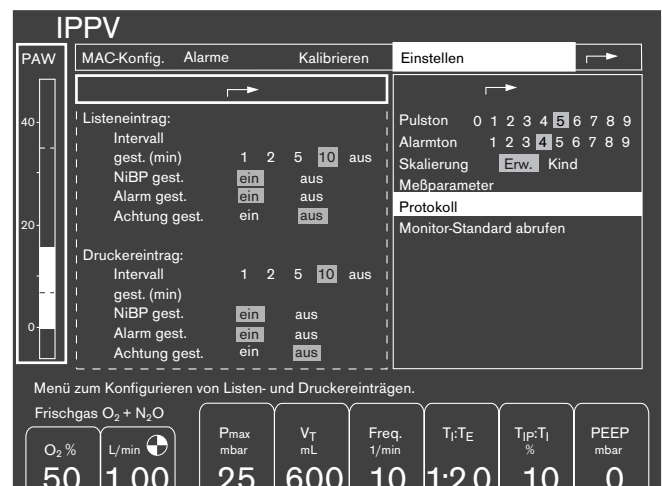 IPPV
PAW
MAC-Konfig. Alarme Kalibrieren Einstellen
40
20
0
Listeneintrag:
Intervall
gest. (min) 1 2 5 10 aus
NiBP gest. ein aus
Alarm gest. ein aus
Achtung gest. ein aus
Druckereintrag:
Intervall 1 2 5 10 aus
gest. (min)
NiBP gest. ein aus
Alarm gest. ein aus
Achtung gest. ein aus
Pulston 0 1 2 3 4 5 6 7 8 9
Alarmton 1 2 3 4 5 6 7 8 9
Skalierung Erw. Kind
Meßparameter
Protokoll
Monitor-Standard abrufen
Menü zum Konfigurieren von Listen- und Druckereinträgen.
Frischgas O₂ + N₂O
O₂ % L/min Pmax mbar V_T mL Freq. 1/min T_I:T_E T_IP:T_I % PEEP mbar
50 1.00 25 600 10 1:2.0 10 0